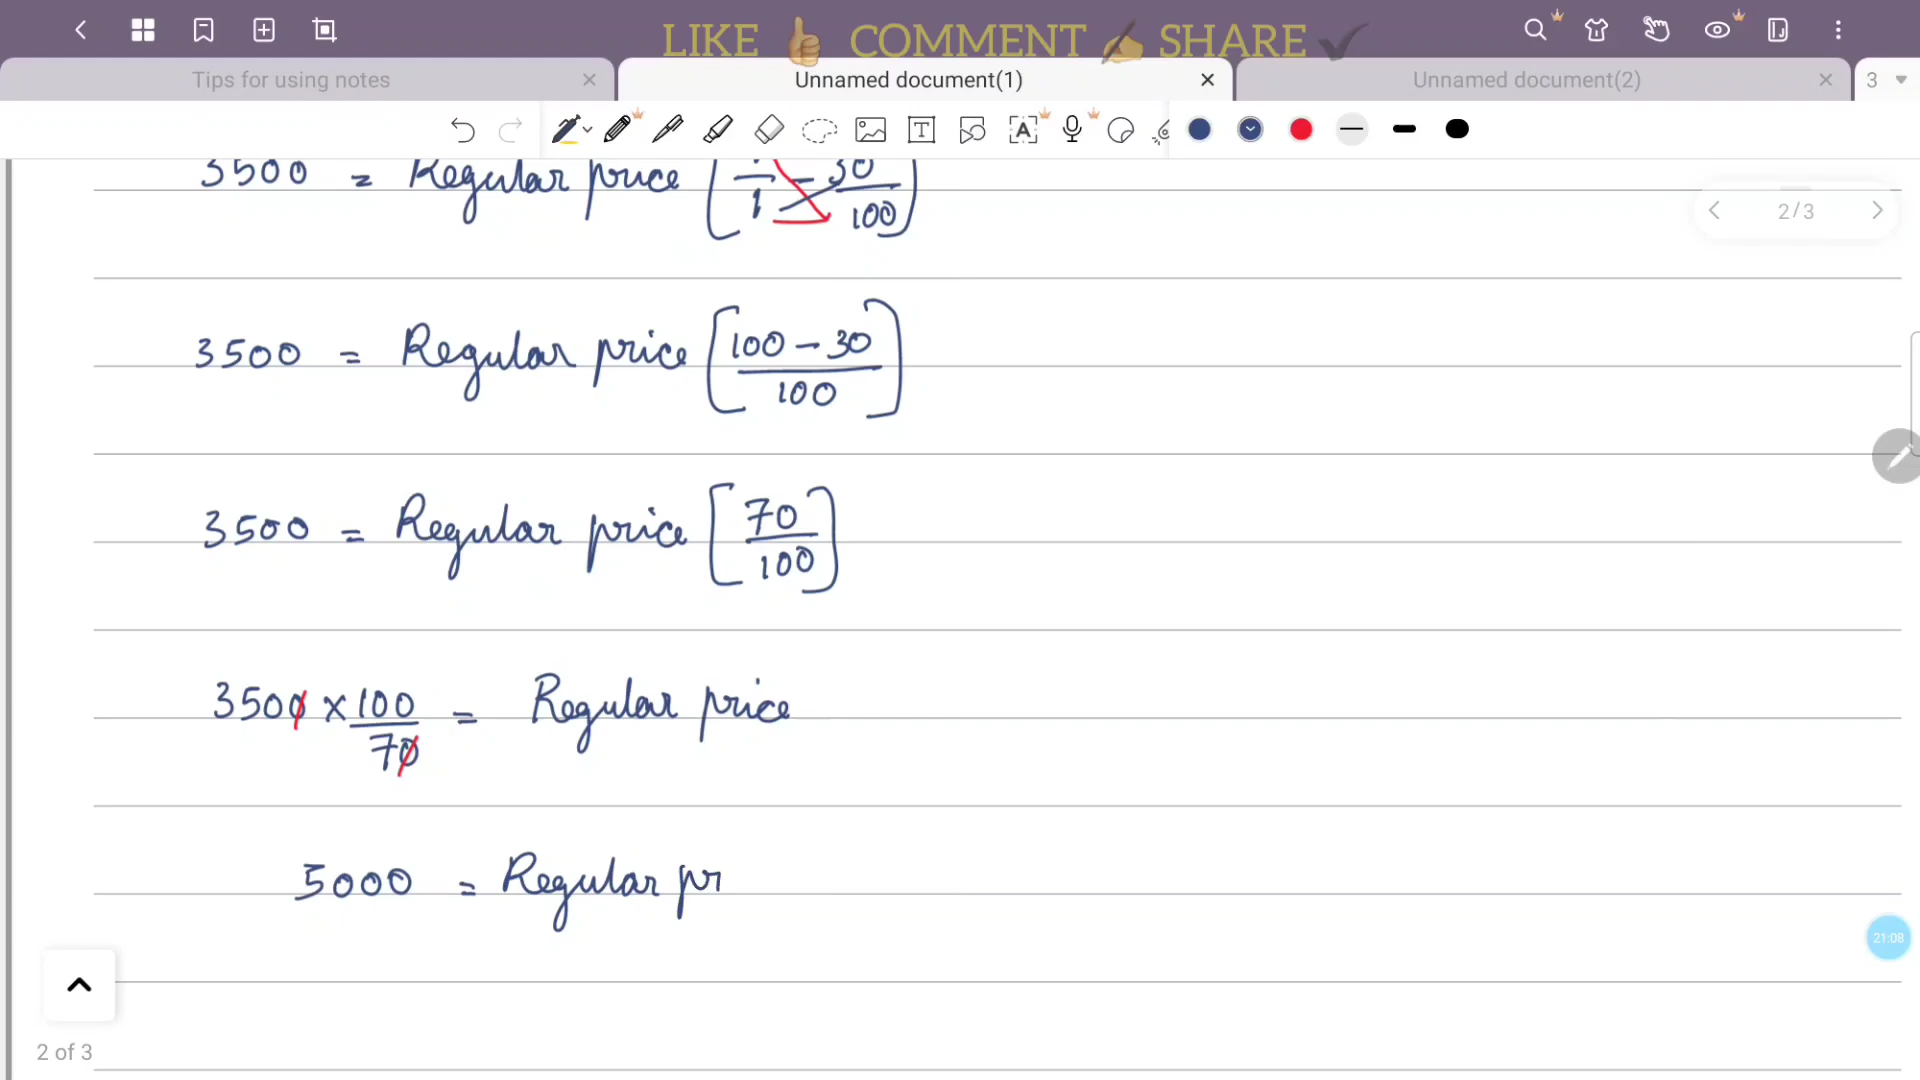 LIKE 👍 COMMENT ✍ SHARE ✔
Tips for using notes × Unnamed document(1) × Unnamed document(2) × 3
T A
3500 = Regular price [1/1 - 30/100]
2/3
3500 = Regular price [100 - 30/100]
3500 = Regular price [70/100]
3500 × 100/70 = Regular price
5000 = Regular pr
21:08
2 of 3